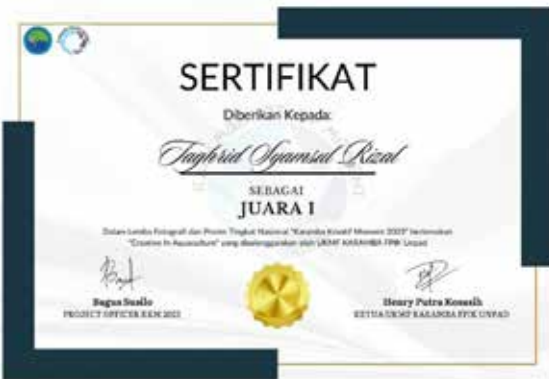 SERTIFIKAT
Diberikan Kepada:
Taghrid Syamsul Rizal
SEBAGAI
JUARA I
Dalam Lomba Fotografi dan Poster Tingkat Nasional "Karamba Kreatif Moment 2023" bertemakan
"Creative In Aquaculture" yang diselenggarakan oleh UKMF KARAMBA FPIK Unpad
Bagus Susilo
PROJECT OFFICER KKM 2023
Henry Putra Kosasih
KETUA UKMF KARAMBA FPIK UNPAD